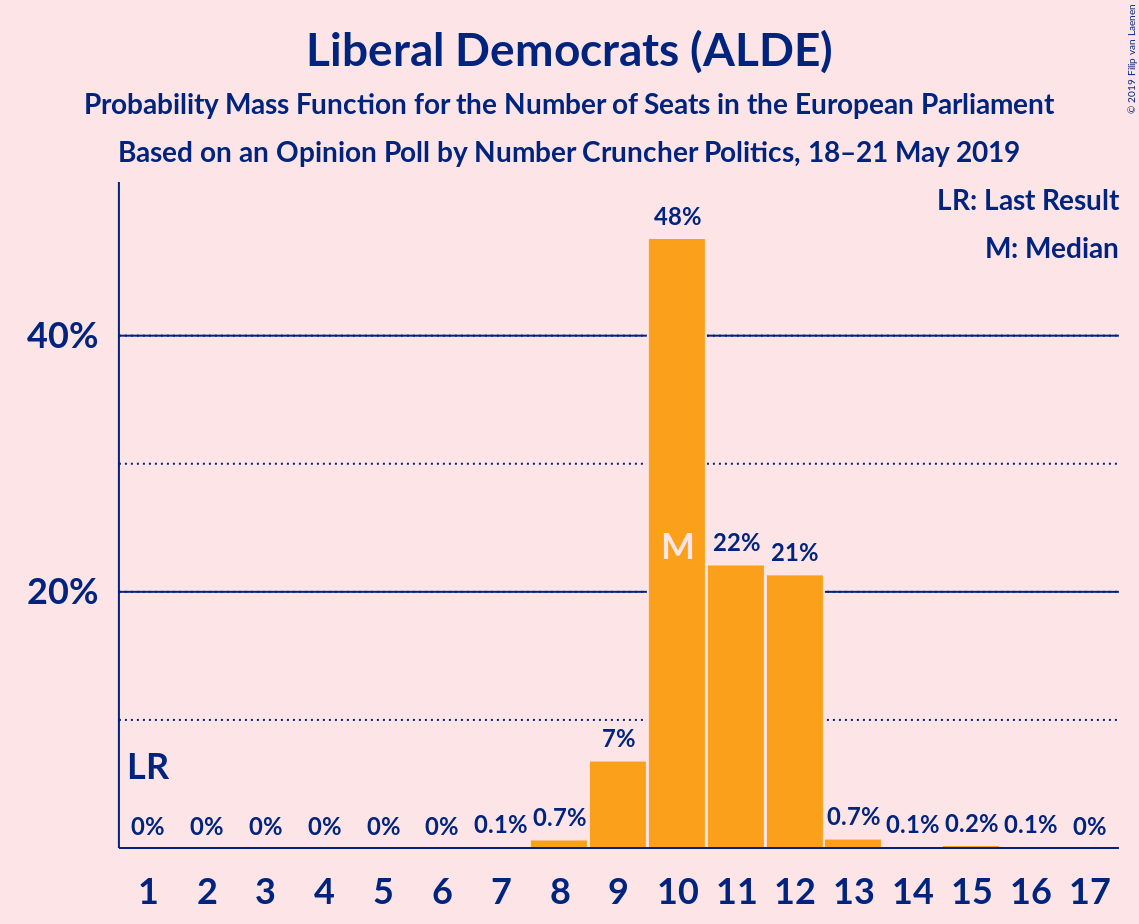 Liberal Democrats (ALDE)
Probability Mass Function for the Number of Seats in the European Parliament
Based on an Opinion Poll by Number Cruncher Politics, 18–21 May 2019
© 2019 Filip van Laenen
LR: Last Result
M: Median
48%
40%
M
22%
21%
20%
7%
LR
0%
0%
0%
0%
0%
0%
0.1%
0.7%
0.7%
0.1%
0.2%
0.1%
0%
1 2 3 4 5 6 7 8 9 10 11 12 13 14 15 16 17